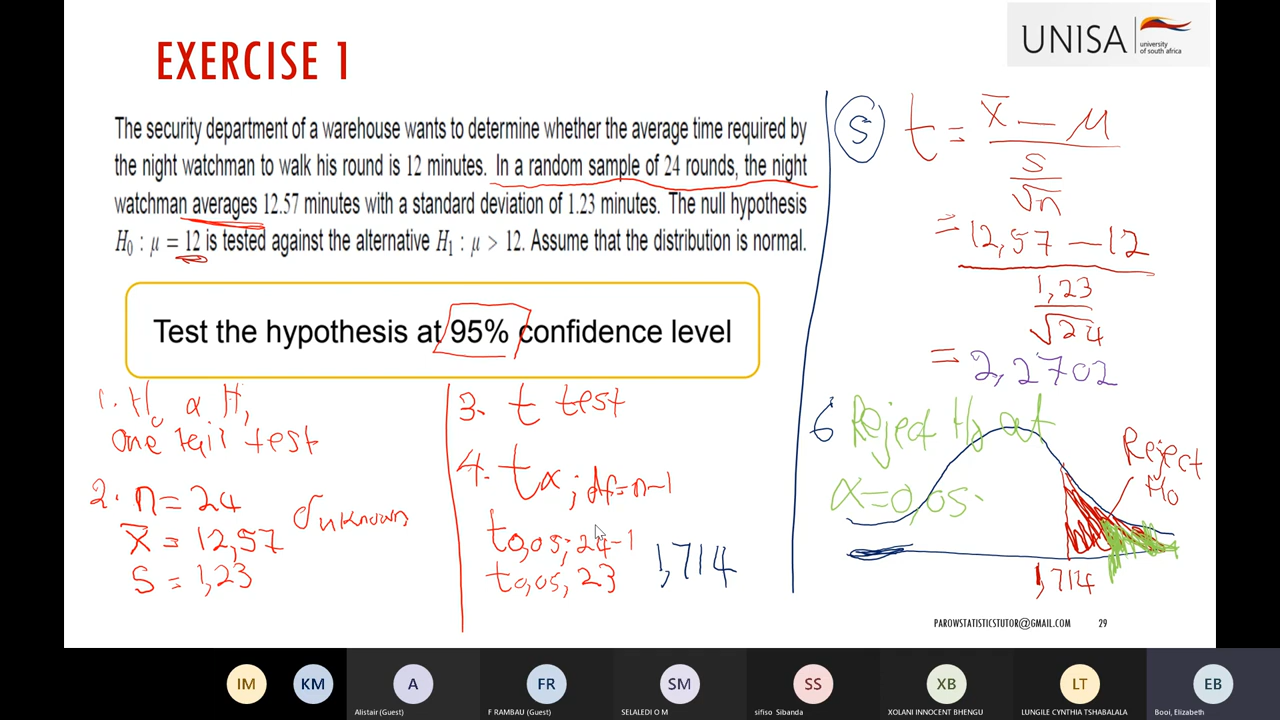 EXERCISE 1
UNISA
university
of south africa
The security department of a warehouse wants to determine whether the average time required by
the night watchman to walk his round is 12 minutes. In a random sample of 24 rounds, the night
watchman averages 12.57 minutes with a standard deviation of 1.23 minutes. The null hypothesis
H₀ : μ = 12 is tested against the alternative H₁ : μ > 12. Assume that the distribution is normal.
Test the hypothesis at 95% confidence level
1. H₀ α H₁
one tail test
2. n = 24
x̄ = 12,57
S = 1,23
σ unknown
3. t test
4. tα; df=n-1
t0,05; 24-1
t0,05, 23
1,714
5
t = x̄ − μ
s
√n
= 12,57 − 12
1,23
√24
= 2,2702
6 Reject H₀ at
α=0,05
Reject
H₀
1,714
PAROWSTATISTICSTUTOR@GMAIL.COM 29
IM
KM
A
FR
SM
SS
XB
LT
EB
Alistair (Guest)
F RAMBAU (Guest)
SELALEDI O M
sifiso Sibanda
XOLANI INNOCENT BHENGU
LUNGILE CYNTHIA TSHABALALA
Booi, Elizabeth